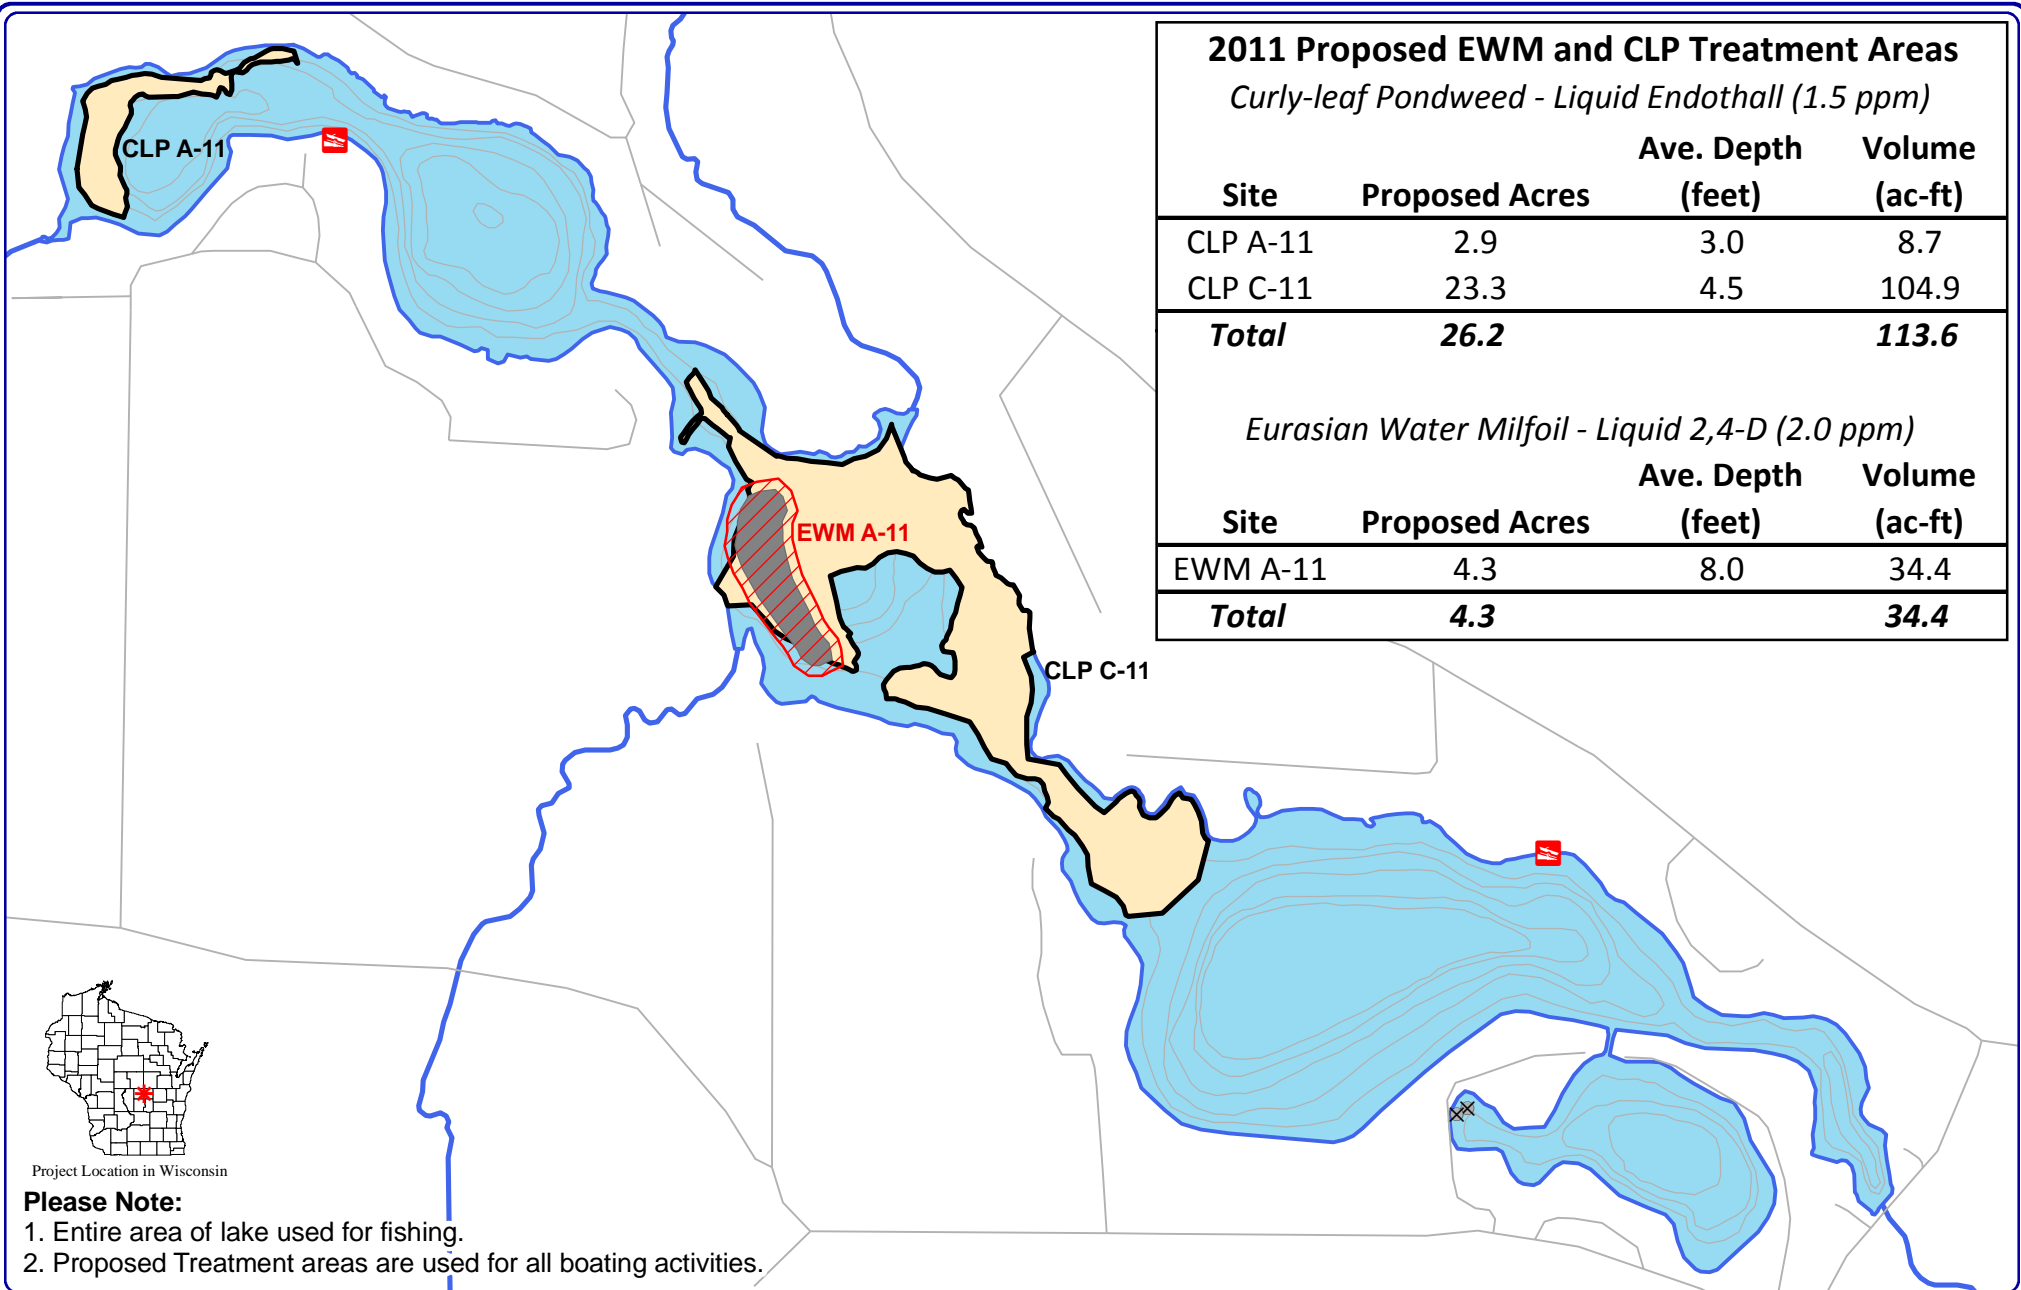 2011 Proposed EWM and CLP Treatment Areas
Curly-leaf Pondweed - Liquid Endothall (1.5 ppm)
Ave. Depth Volume
Site Proposed Acres (feet) (ac-ft)
CLP A-11 2.9 3.0 8.7
CLP C-11 23.3 4.5 104.9
Total 26.2 113.6
Eurasian Water Milfoil - Liquid 2,4-D (2.0 ppm)
Ave. Depth Volume
Site Proposed Acres (feet) (ac-ft)
EWM A-11 4.3 8.0 34.4
Total 4.3 34.4
CLP A-11
EWM A-11
CLP C-11
Project Location in Wisconsin
Please Note:
1. Entire area of lake used for fishing.
2. Proposed Treatment areas are used for all boating activities.